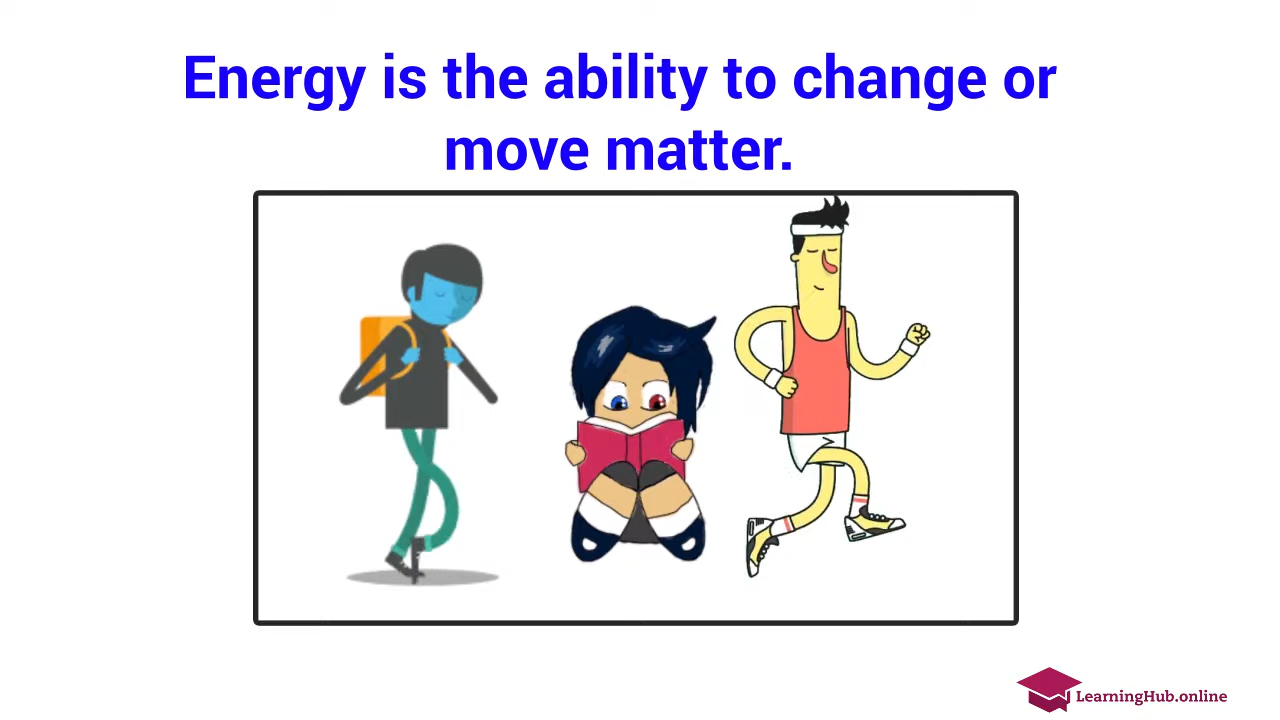 Energy is the ability to change or
move matter.
LearningHub.online